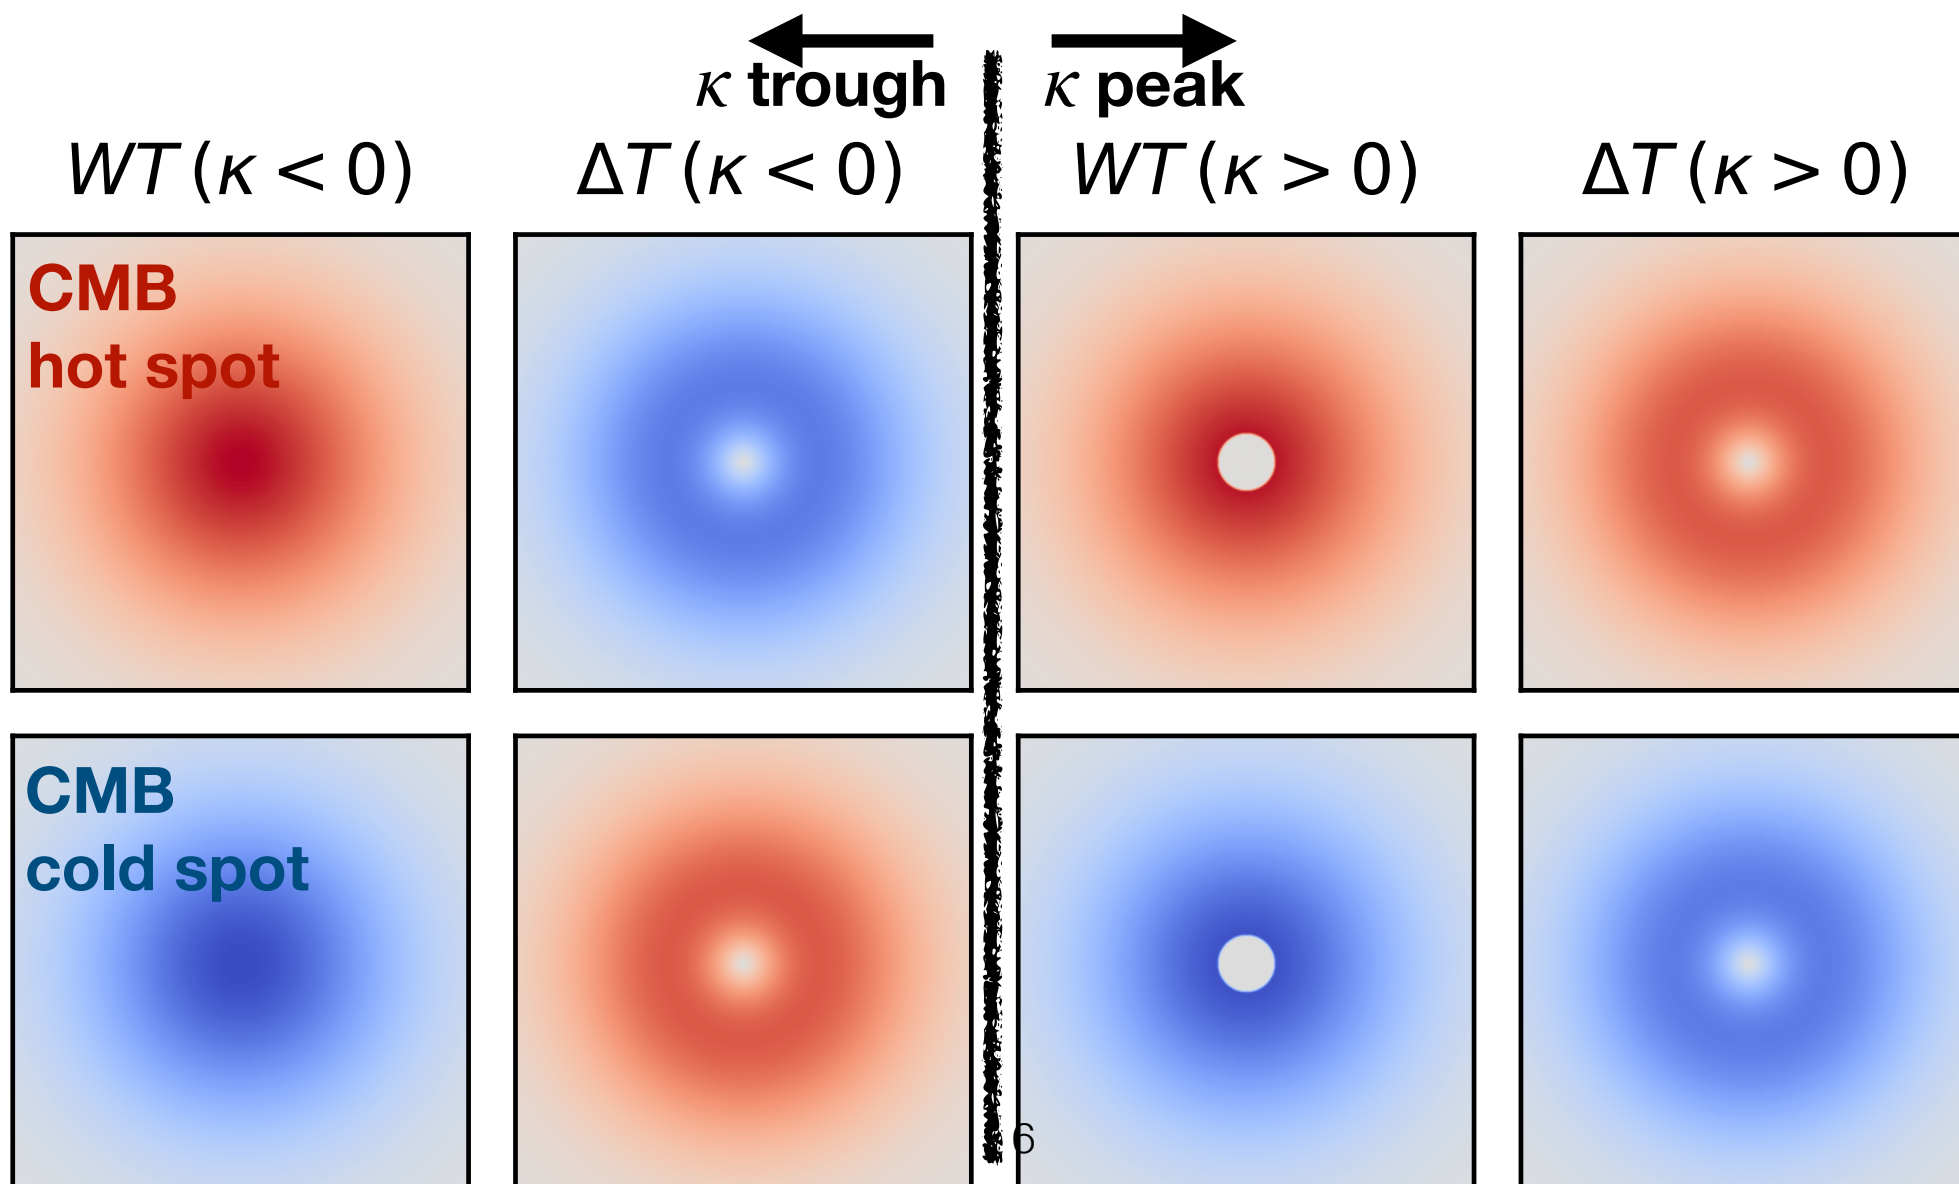 κ trough κ peak
WT (κ < 0) ΔT (κ < 0) WT (κ > 0) ΔT (κ > 0)
CMB
hot spot
CMB
cold spot
6